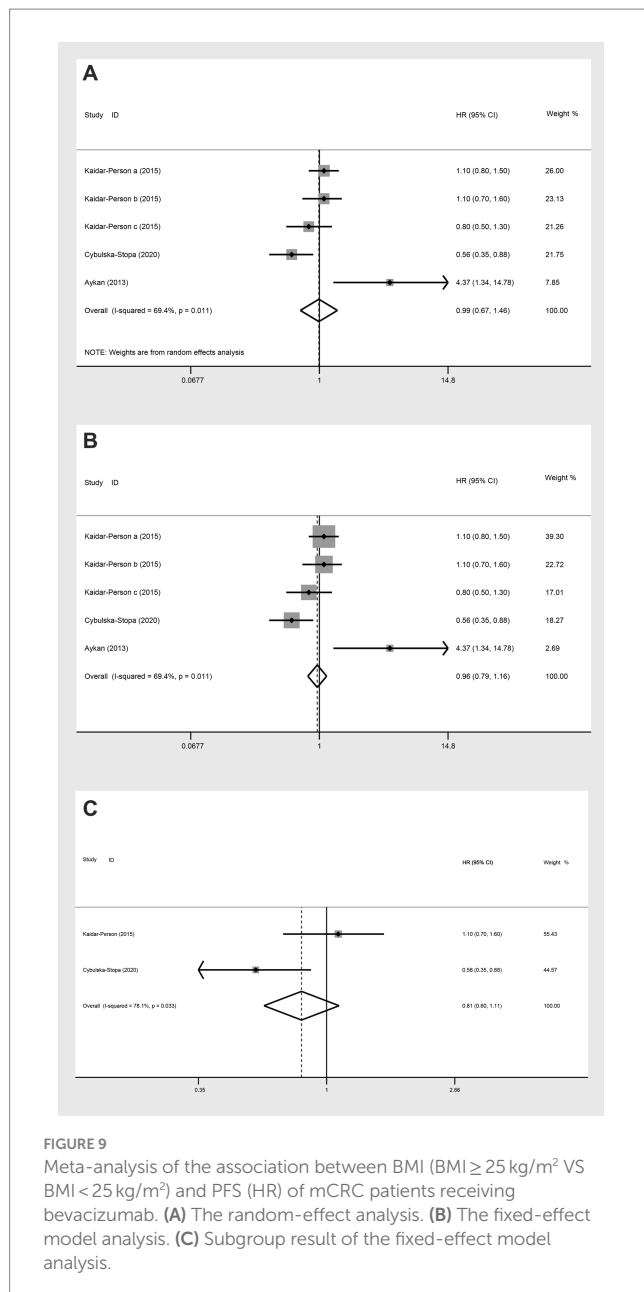 A
Study ID HR (95% CI) Weight %
Kaidar-Person a (2015) 1.10 (0.80, 1.50) 26.00
Kaidar-Person b (2015) 1.10 (0.70, 1.60) 23.13
Kaidar-Person c (2015) 0.80 (0.50, 1.30) 21.26
Cybulska-Stopa (2020) 0.56 (0.35, 0.88) 21.75
Aykan (2013) 4.37 (1.34, 14.78) 7.85
Overall (I-squared = 69.4%, p = 0.011) 0.99 (0.67, 1.46) 100.00
NOTE: Weights are from random effects analysis
0.0677 1 14.8
B
Study ID HR (95% CI) Weight %
Kaidar-Person a (2015) 1.10 (0.80, 1.50) 39.30
Kaidar-Person b (2015) 1.10 (0.70, 1.60) 22.72
Kaidar-Person c (2015) 0.80 (0.50, 1.30) 17.01
Cybulska-Stopa (2020) 0.56 (0.35, 0.88) 18.27
Aykan (2013) 4.37 (1.34, 14.78) 2.69
Overall (I-squared = 69.4%, p = 0.011) 0.96 (0.79, 1.16) 100.00
0.0677 1 14.8
C
Study ID HR (95% CI) Weight %
Kaidar-Person (2015) 1.10 (0.70, 1.60) 55.43
Cybulska-Stopa (2020) 0.56 (0.35, 0.88) 44.57
Overall (I-squared = 78.1%, p = 0.033) 0.81 (0.60, 1.11) 100.00
0.35 1 2.86
FIGURE 9
Meta-analysis of the association between BMI (BMI ≥ 25 kg/m² VS
BMI < 25 kg/m²) and PFS (HR) of mCRC patients receiving
bevacizumab. (A) The random-effect analysis. (B) The fixed-effect
model analysis. (C) Subgroup result of the fixed-effect model
analysis.